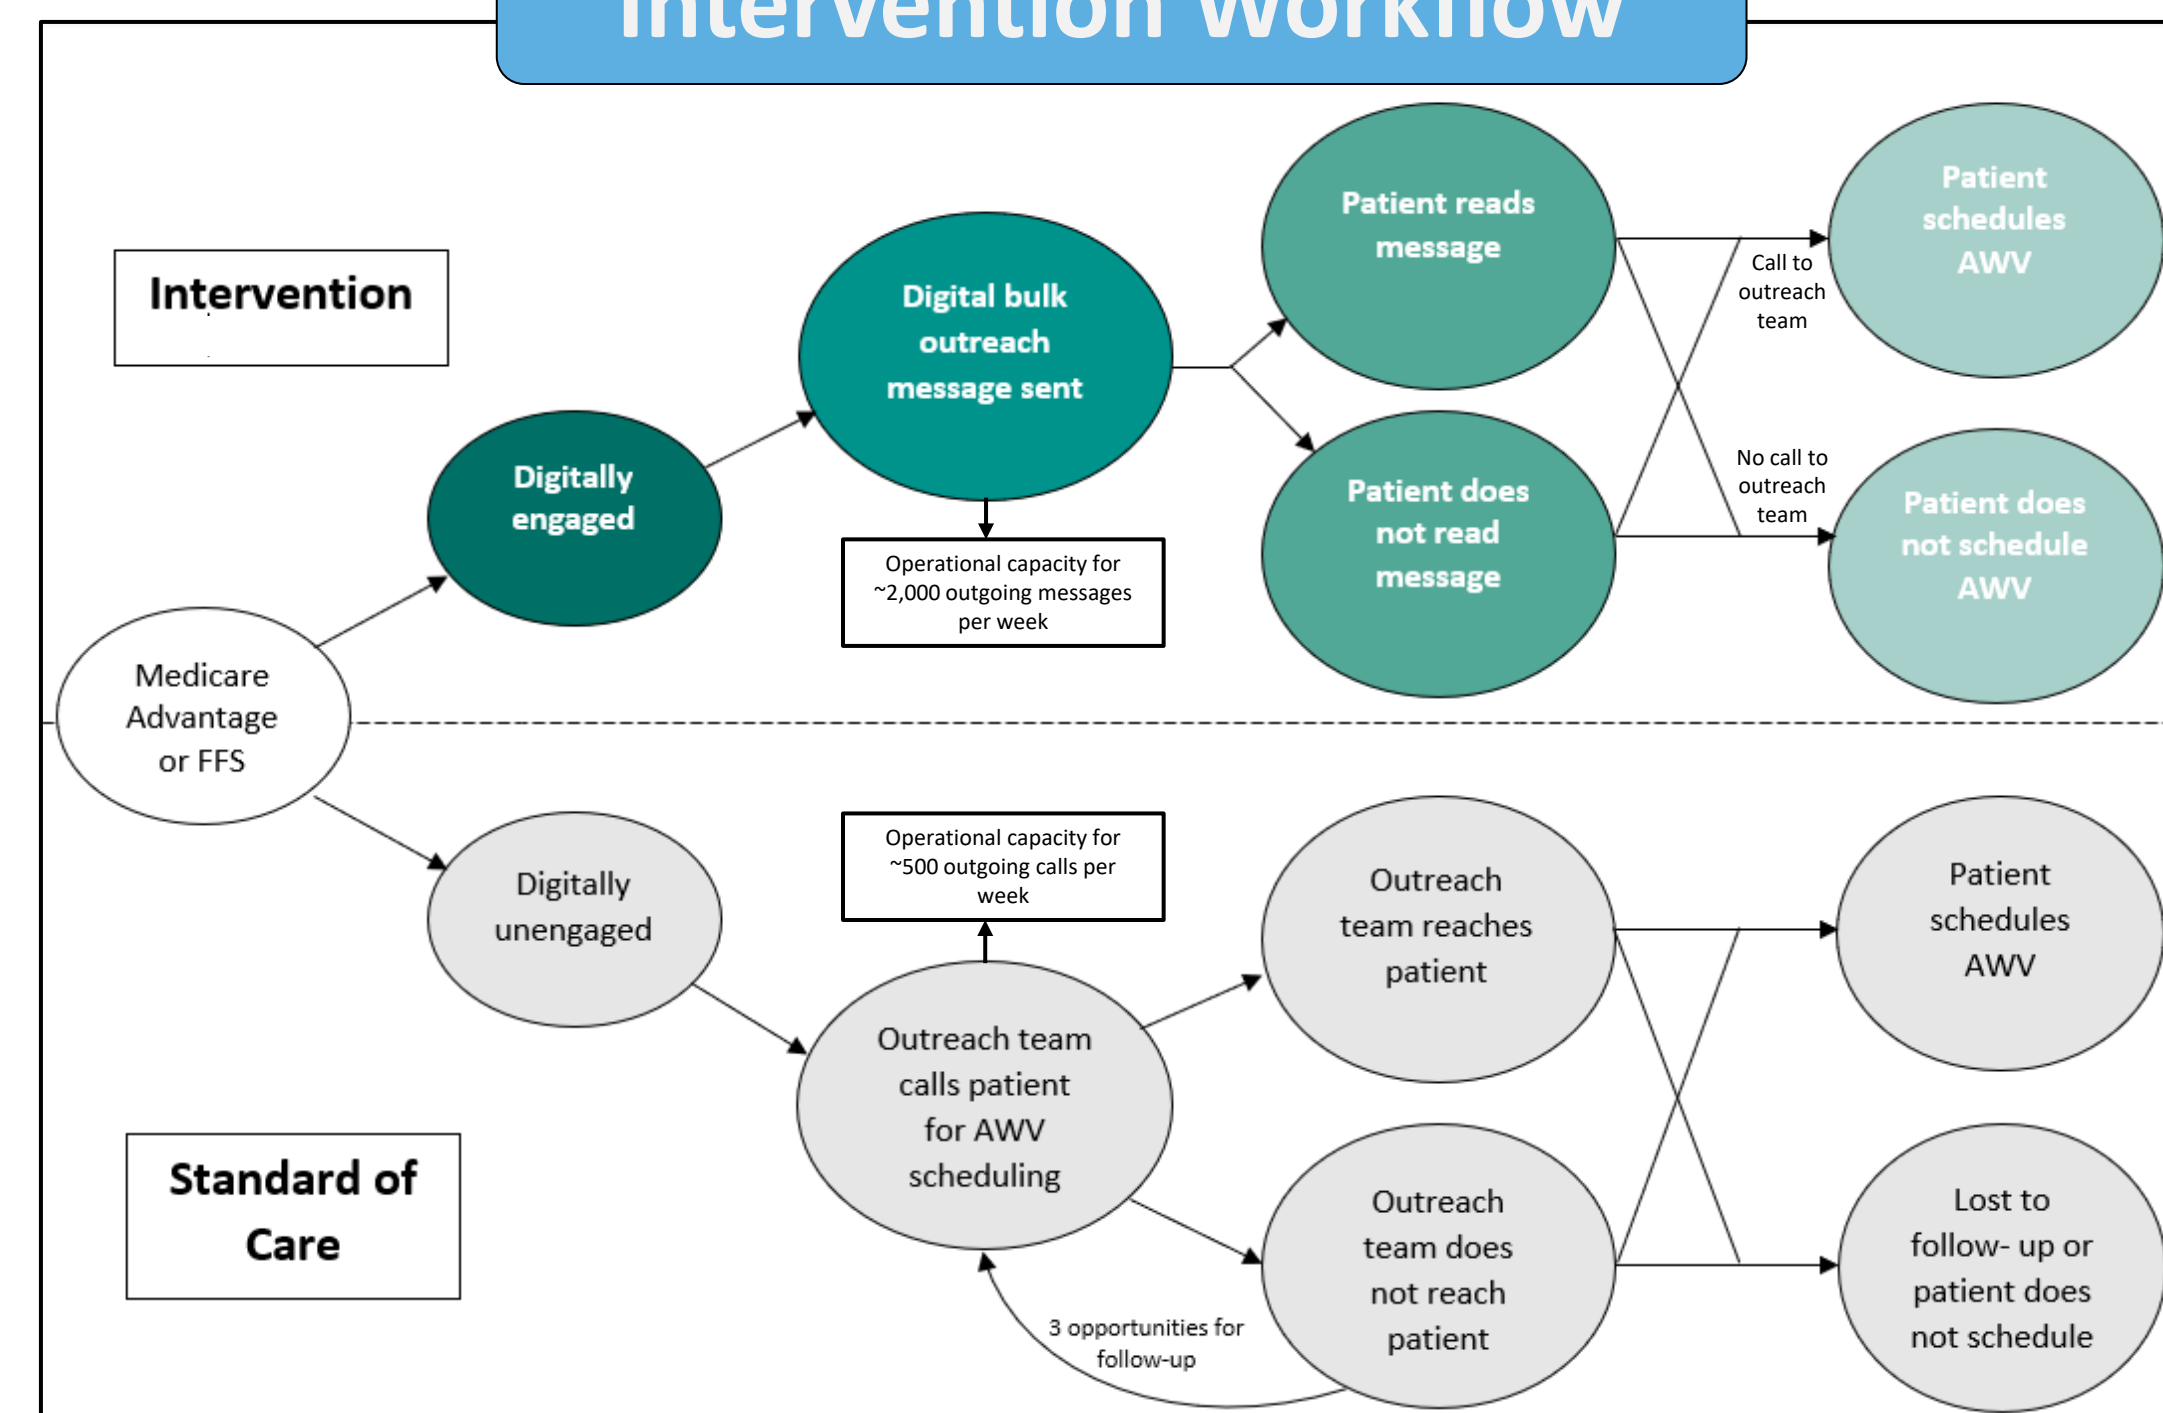 Intervention Workflow
Intervention
Digitally
engaged
Digital bulk
outreach
message sent
Operational capacity for
~2,000 outgoing messages
per week
Patient reads
message
Patient does
not read
message
Call to
outreach
team
No call to
outreach
team
Patient
schedules
AWV
Patient does
not schedule
AWV
Medicare
Advantage
or FFS
Digitally
unengaged
Operational capacity for
~500 outgoing calls per
week
Outreach team
calls patient
for AWV
scheduling
Outreach
team reaches
patient
Outreach
team does
not reach
patient
3 opportunities for
follow-up
Patient
schedules
AWV
Lost to
follow- up or
patient does
not schedule
Standard of
Care